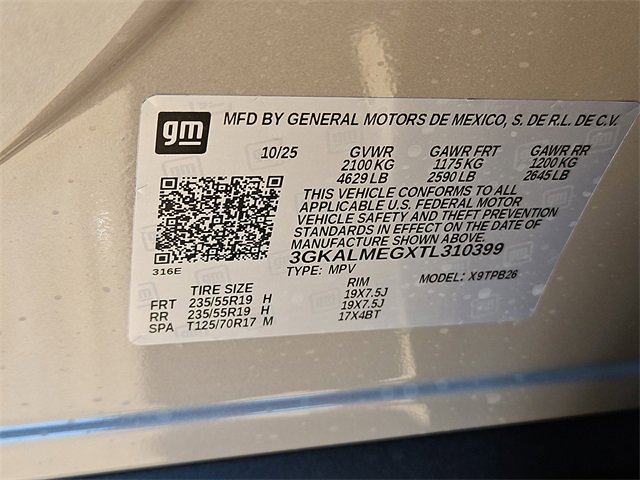 gm
MFD BY GENERAL MOTORS DE MEXICO, S. DE R.L. DE C.V.
10/25 GVWR GAWR FRT GAWR RR
2100 KG 1175 KG 1200 KG
4629 LB 2590 LB 2645 LB
THIS VEHICLE CONFORMS TO ALL
APPLICABLE U.S. FEDERAL MOTOR
VEHICLE SAFETY AND THEFT PREVENTION
STANDARDS IN EFFECT ON THE DATE OF
MANUFACTURE SHOWN ABOVE.
3GKALMEGXTL310399
316E
TYPE: MPV MODEL: X9TPB26
TIRE SIZE RIM
FRT 235/55R19 H 19X7.5J
RR 235/55R19 H 19X7.5J
SPA T125/70R17 M 17X4BT